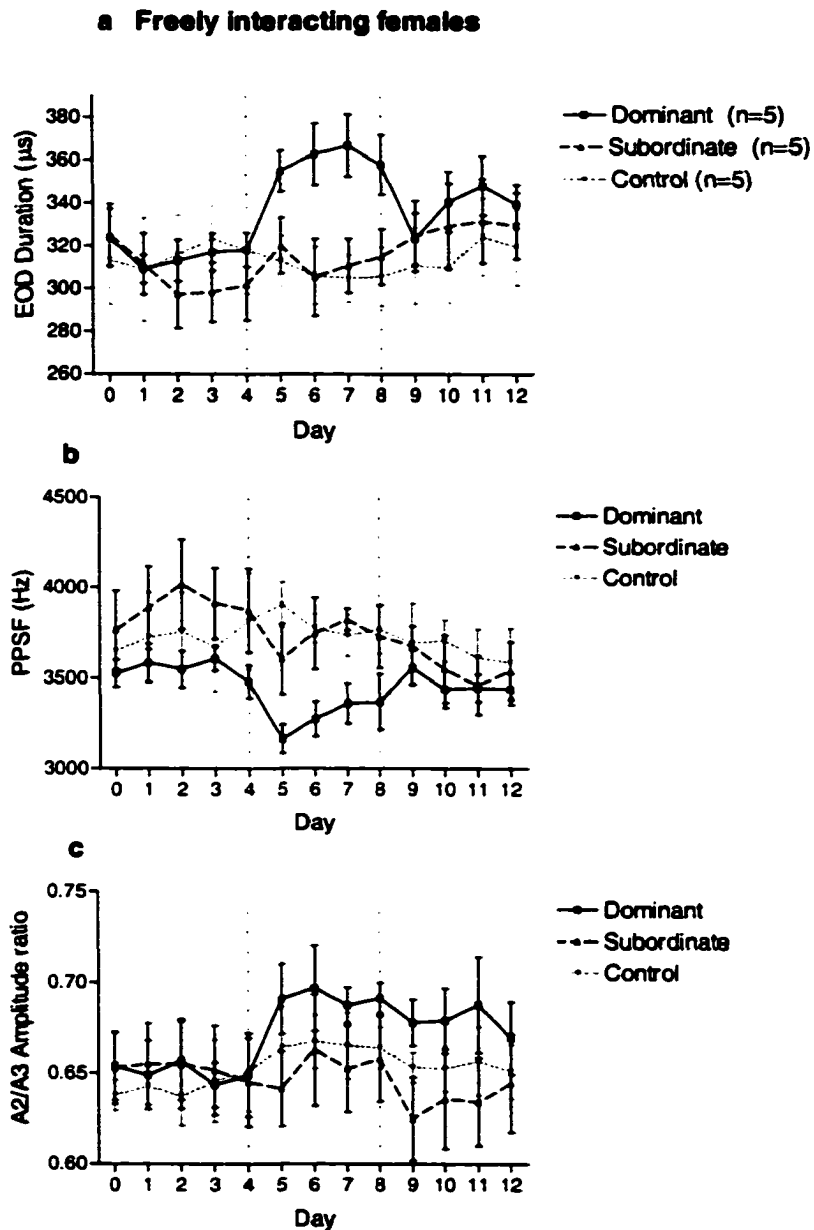 a Freely interacting females
EOD Duration (µs)
380
360
340
320
300
280
260
0 1 2 3 4 5 6 7 8 9 10 11 12
Day
Dominant (n=5)
Subordinate (n=5)
Control (n=5)
b
PPSF (Hz)
4500
4000
3500
3000
0 1 2 3 4 5 6 7 8 9 10 11 12
Day
Dominant
Subordinate
Control
c
A2/A3 Amplitude ratio
0.75
0.70
0.65
0.60
0 1 2 3 4 5 6 7 8 9 10 11 12
Day
Dominant
Subordinate
Control